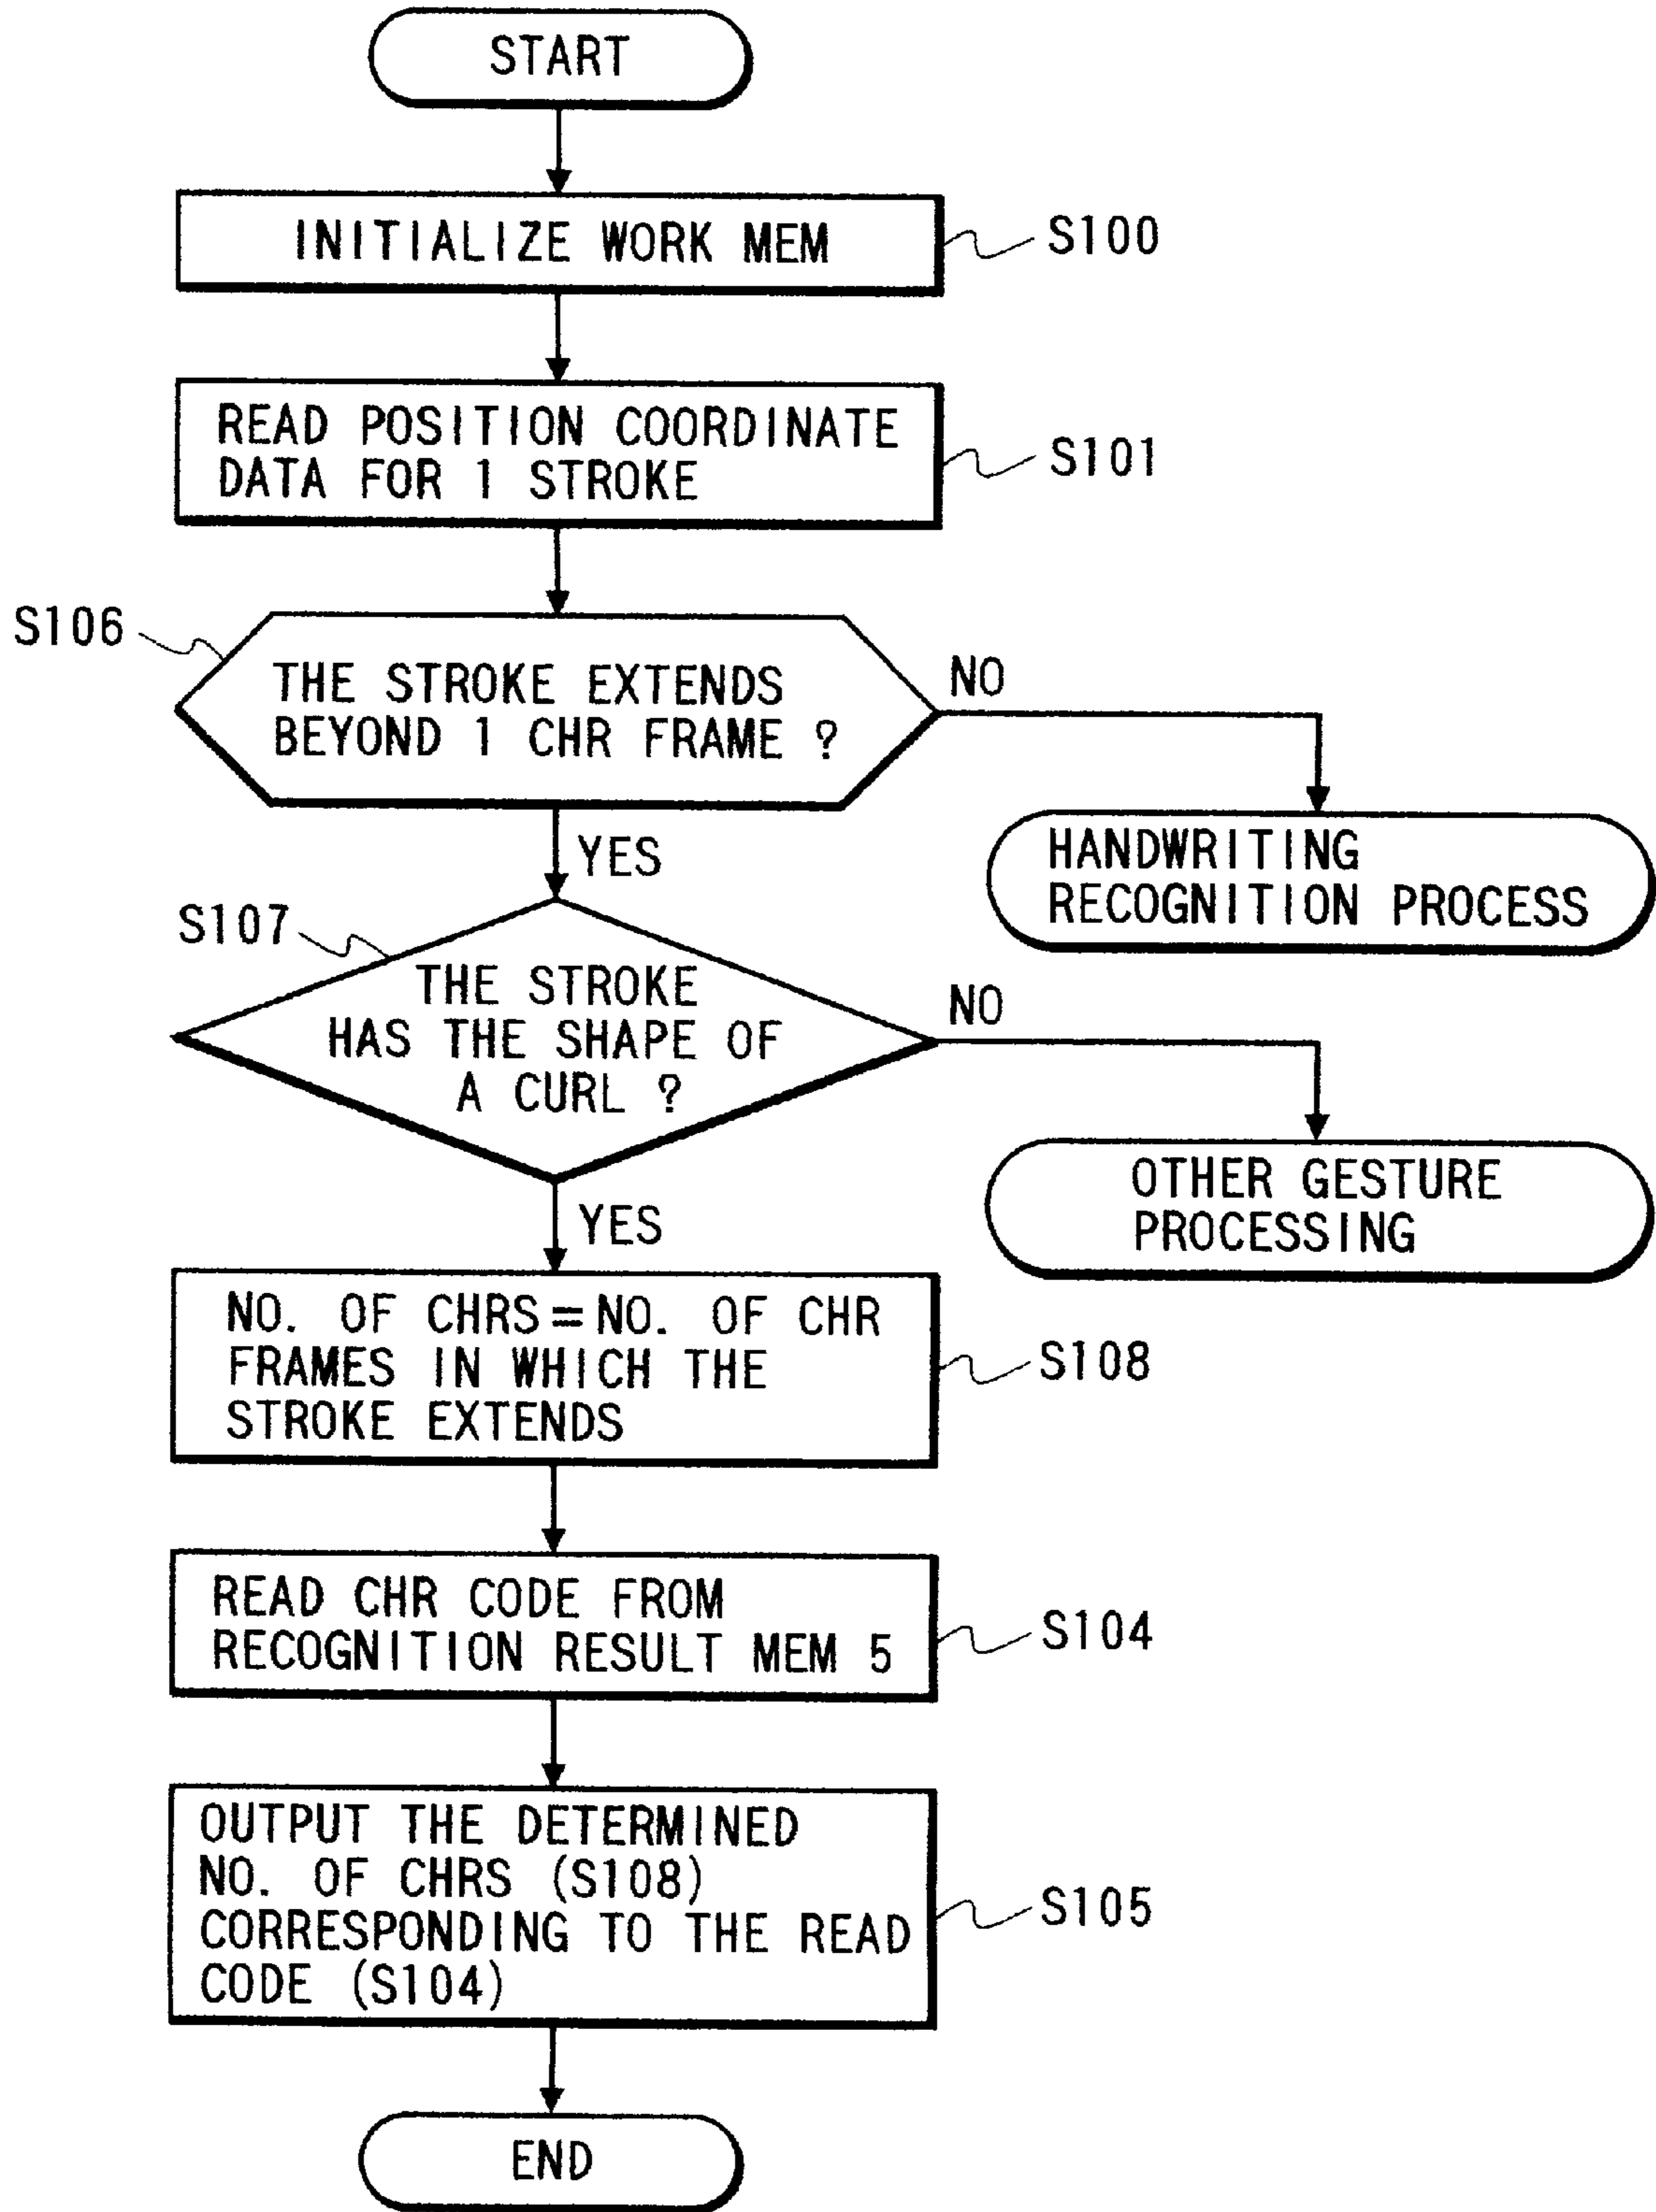 START
INITIALIZE WORK MEM
S100
READ POSITION COORDINATE
DATA FOR 1 STROKE
S101
S106
THE STROKE EXTENDS
BEYOND 1 CHR FRAME ?
NO
HANDWRITING
RECOGNITION PROCESS
YES
S107
THE STROKE
HAS THE SHAPE OF
A CURL ?
NO
OTHER GESTURE
PROCESSING
YES
NO. OF CHRS = NO. OF CHR
FRAMES IN WHICH THE
STROKE EXTENDS
S108
READ CHR CODE FROM
RECOGNITION RESULT MEM 5
S104
OUTPUT THE DETERMINED
NO. OF CHRS (S108)
CORRESPONDING TO THE READ
CODE (S104)
S105
END